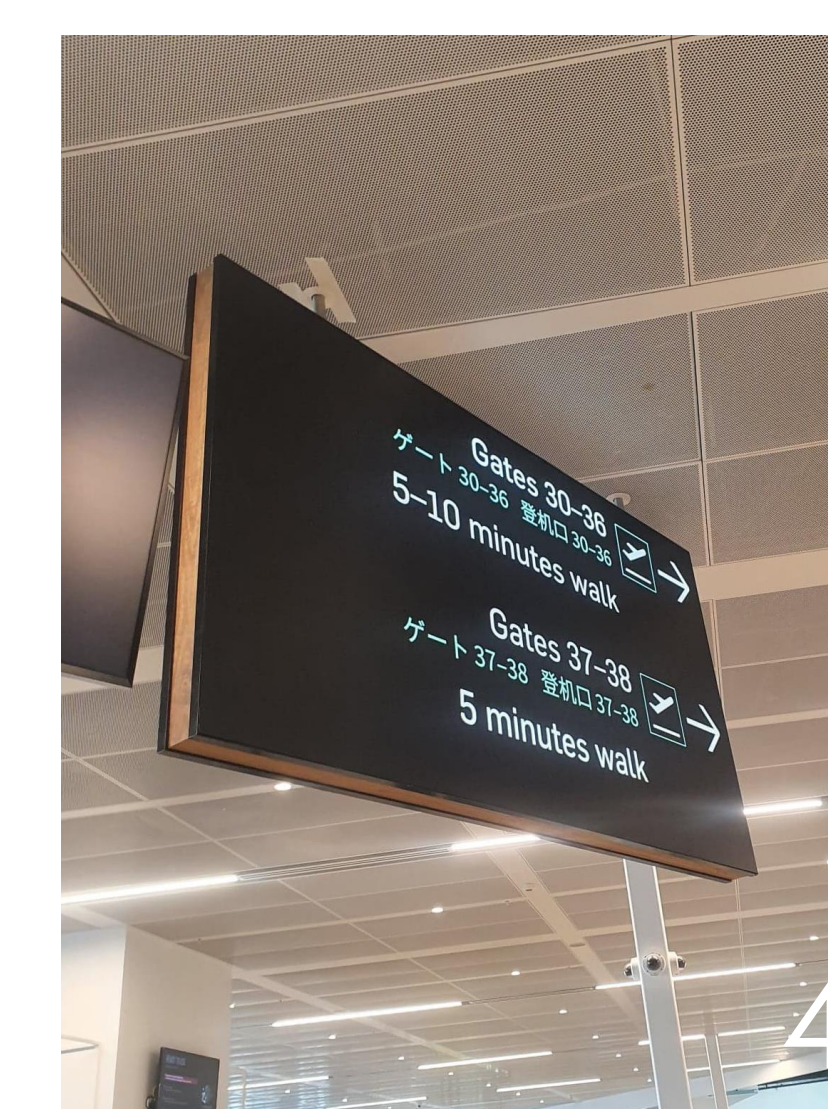 Gates 30–36
ゲート 30–36 登机口 30–36
5–10 minutes walk
Gates 37–38
ゲート 37–38 登机口 37–38
5 minutes walk